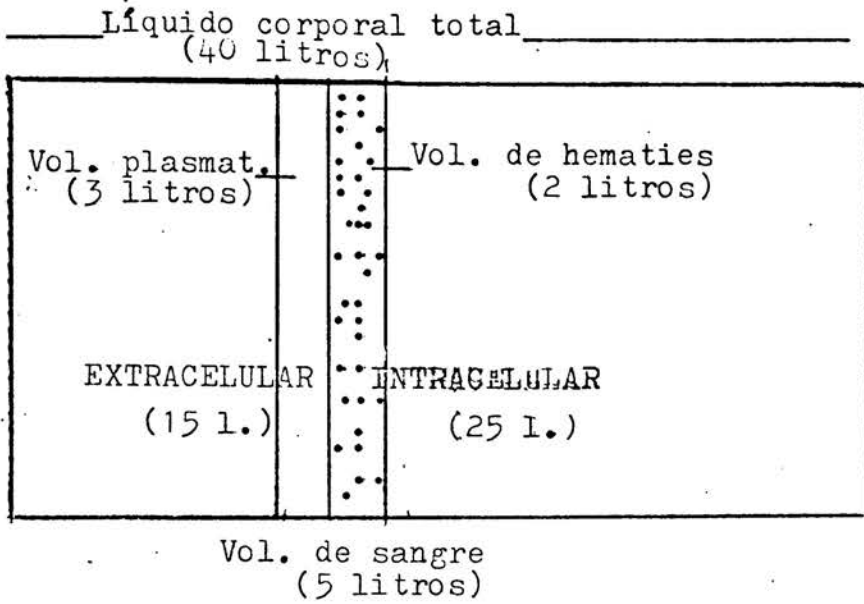 Líquido corporal total
(40 litros)
Vol. plasmat.
(3 litros)
Vol. de hematies
(2 litros)
EXTRACELULAR
(15 l.)
INTRACELULAR
(25 I.)
Vol. de sangre
(5 litros)